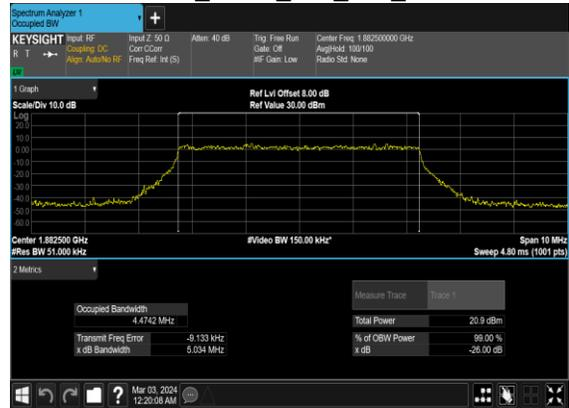 Spectrum Analyzer 1
Occupied BW
+
KEYSIGHT Input: RF Input Z: 50 Ω Atten: 40 dB Trig: Free Run Center Freq: 1.882500000 GHz
R T Coupling: DC Corr CCorr Gate: Off Avg|Hold: 100/100
Align: Auto/No RF Freq Ref: Int (S) #IF Gain: Low Radio Std: None
LW
1 Graph
Ref Lvl Offset 8.00 dB
Scale/Div 10.0 dB Ref Value 30.00 dBm
Log
20.0
10.0
0.00
-10.0
-20.0
-30.0
-40.0
-50.0
-60.0
Center 1.882500 GHz #Video BW 150.00 kHz* Span 10 MHz
#Res BW 51.000 kHz Sweep 4.80 ms (1001 pts)
2 Metrics
Measure Trace Trace 1
Occupied Bandwidth
4.4742 MHz Total Power 20.9 dBm
Transmit Freq Error -9.133 kHz % of OBW Power 99.00 %
x dB Bandwidth 5.034 MHz x dB -26.00 dB
? Mar 03, 2024
12:20:08 AM